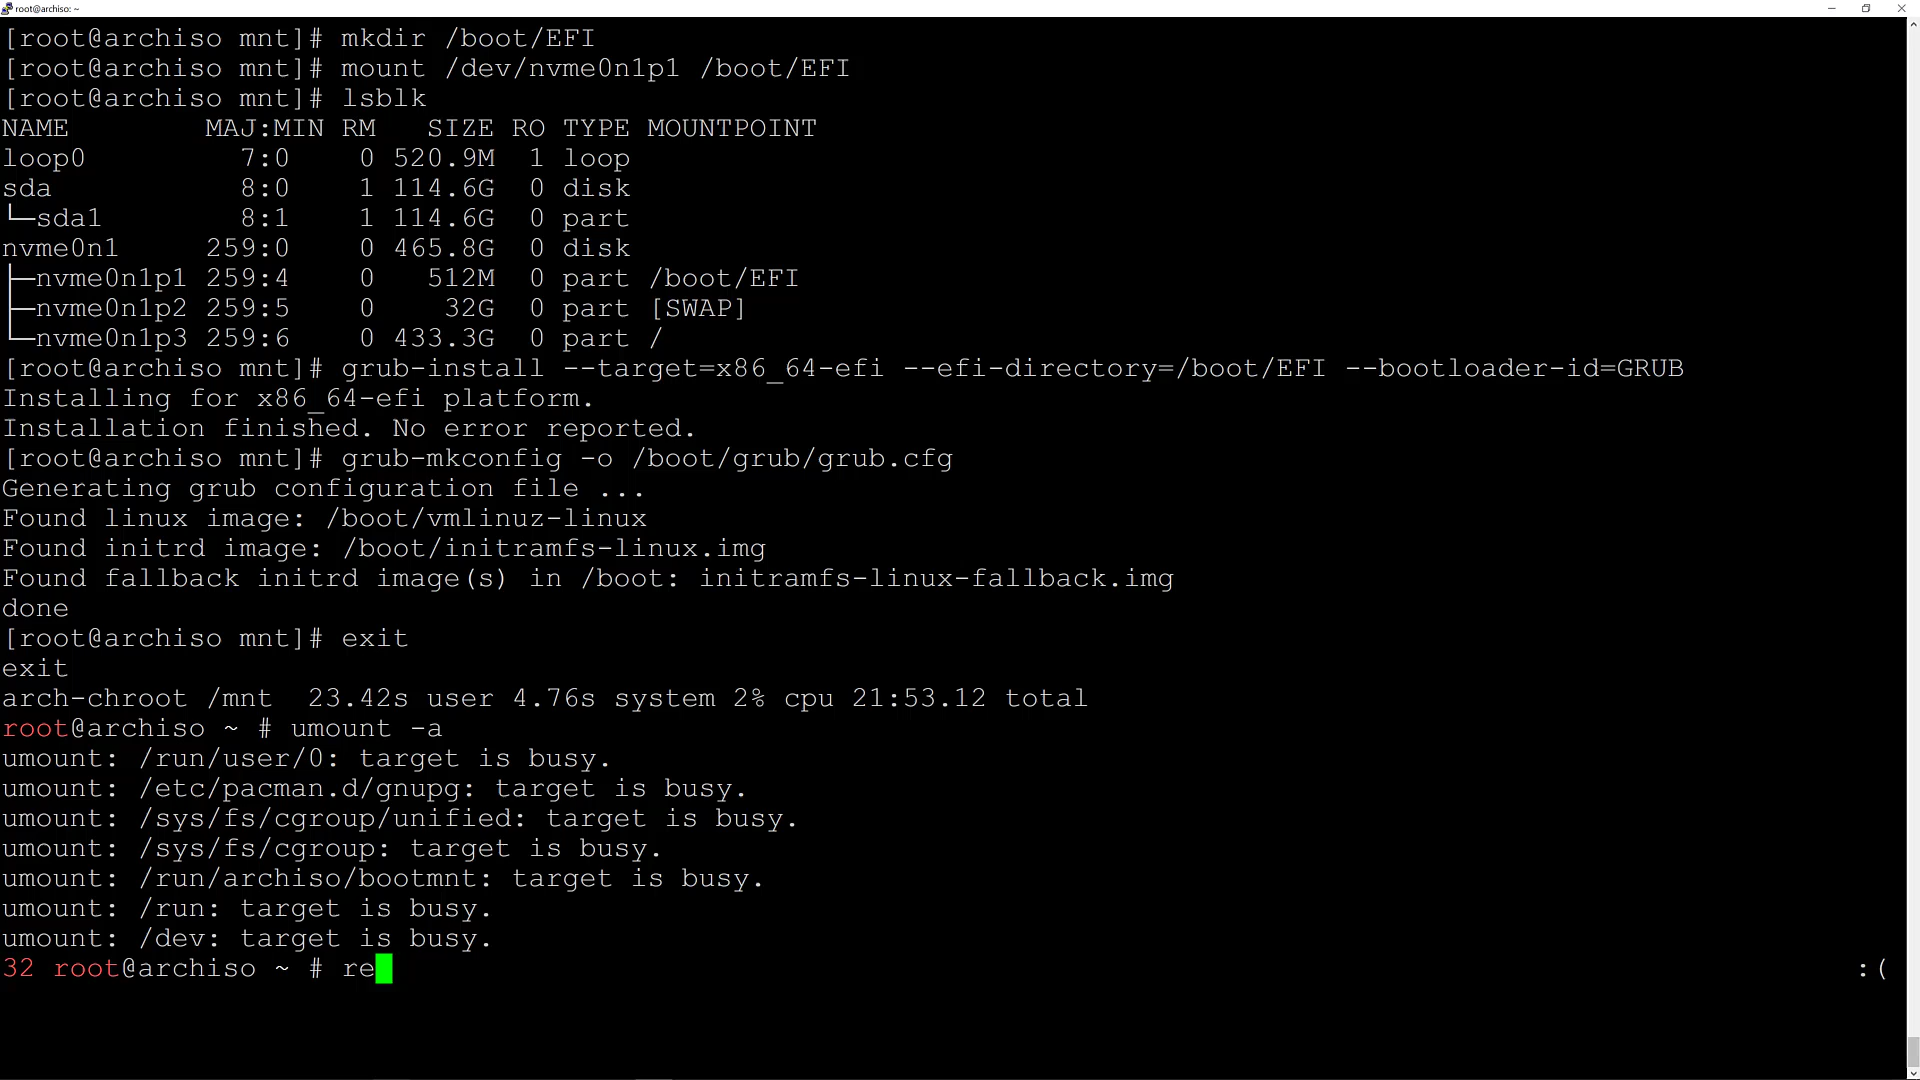 root@archiso: ~
[root@archiso mnt]# mkdir /boot/EFI
[root@archiso mnt]# mount /dev/nvme0n1p1 /boot/EFI
[root@archiso mnt]# lsblk
NAME        MAJ:MIN RM   SIZE RO TYPE MOUNTPOINT
loop0         7:0    0 520.9M  1 loop
sda           8:0    1 114.6G  0 disk
└─sda1        8:1    1 114.6G  0 part
nvme0n1     259:0    0 465.8G  0 disk
├─nvme0n1p1 259:4    0   512M  0 part /boot/EFI
├─nvme0n1p2 259:5    0    32G  0 part [SWAP]
└─nvme0n1p3 259:6    0 433.3G  0 part /
[root@archiso mnt]# grub-install --target=x86_64-efi --efi-directory=/boot/EFI --bootloader-id=GRUB
Installing for x86_64-efi platform.
Installation finished. No error reported.
[root@archiso mnt]# grub-mkconfig -o /boot/grub/grub.cfg
Generating grub configuration file ...
Found linux image: /boot/vmlinuz-linux
Found initrd image: /boot/initramfs-linux.img
Found fallback initrd image(s) in /boot: initramfs-linux-fallback.img
done
[root@archiso mnt]# exit
exit
arch-chroot /mnt  23.42s user 4.76s system 2% cpu 21:53.12 total
root@archiso ~ # umount -a
umount: /run/user/0: target is busy.
umount: /etc/pacman.d/gnupg: target is busy.
umount: /sys/fs/cgroup/unified: target is busy.
umount: /sys/fs/cgroup: target is busy.
umount: /run/archiso/bootmnt: target is busy.
umount: /run: target is busy.
umount: /dev: target is busy.
32 root@archiso ~ # re :(